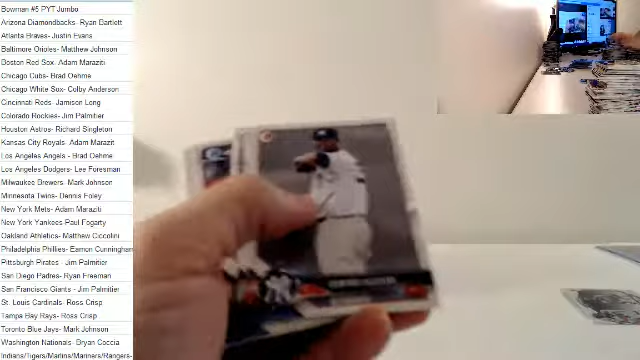 Bowman #5 PYT Jumbo
Arizona Diamondbacks- Ryan Bartlett
Atlanta Braves- Justin Evans
Baltimore Orioles- Matthew Johnson
Boston Red Sox- Adam Maraziti
Chicago Cubs- Brad Oehme
Chicago White Sox- Colby Anderson
Cincinnati Reds- Jamison Long
Colorado Rockies- Jim Palmitier
Houston Astros- Richard Singleton
Kansas City Royals- Adam Marazit
Los Angeles Angels - Brad Oehme
Los Angeles Dodgers- Lee Foresman
Milwaukee Brewers- Mark Johnson
Minnesota Twins- Dennis Foley
New York Mets- Adam Maraziti
New York Yankees-Paul Fogarty
Oakland Athletics- Matthew Ciccolini
Philadelphia Phillies- Eamon Cunningham
Pittsburgh Pirates - Jim Palmitier
San Diego Padres- Ryan Freeman
San Francisco Giants - Jim Palmitier
St. Louis Cardinals- Ross Crisp
Tampa Bay Rays- Ross Crisp
Toronto Blue Jays- Mark Johnson
Washington Nationals- Bryan Coccia
Indians/Tigers/Marlins/Mariners/Rangers-